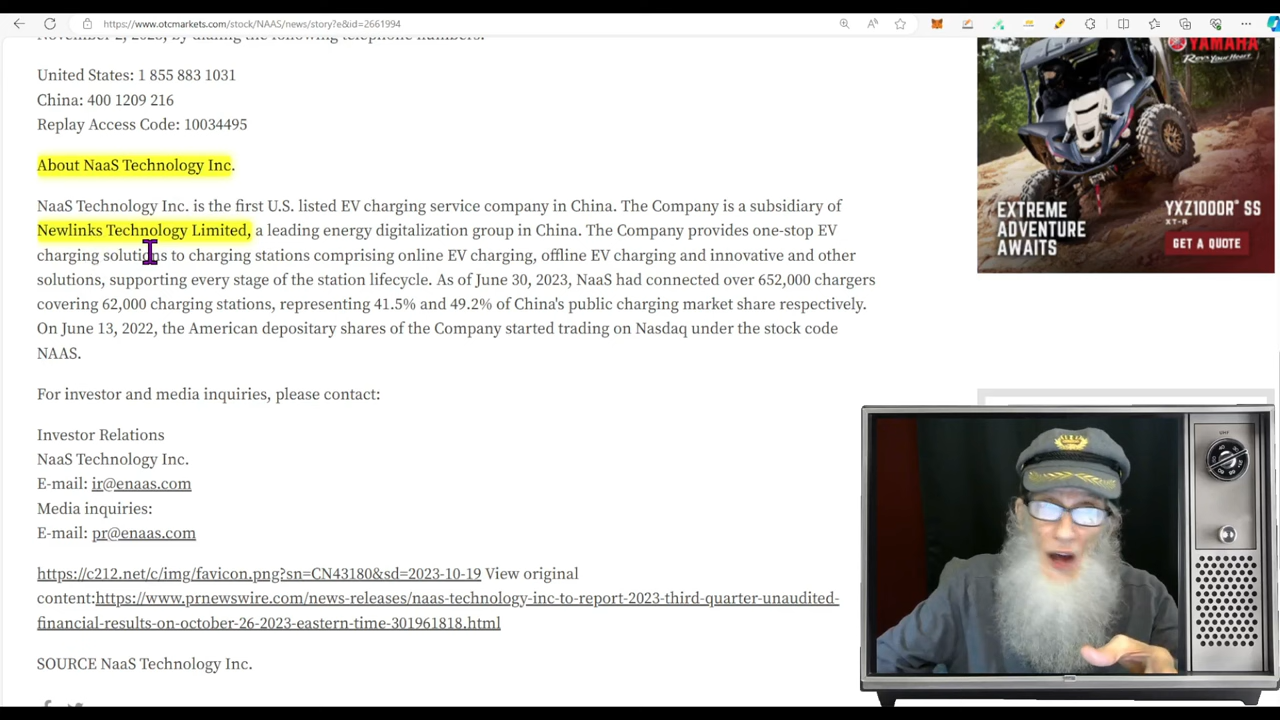 https://www.otcmarkets.com/stock/NAAS/news/story?e&id=2661994
United States: 1 855 883 1031
China: 400 1209 216
Replay Access Code: 10034495
About NaaS Technology Inc.
NaaS Technology Inc. is the first U.S. listed EV charging service company in China. The Company is a subsidiary of
Newlinks Technology Limited, a leading energy digitalization group in China. The Company provides one-stop EV
charging solutions to charging stations comprising online EV charging, offline EV charging and innovative and other
solutions, supporting every stage of the station lifecycle. As of June 30, 2023, NaaS had connected over 652,000 chargers
covering 62,000 charging stations, representing 41.5% and 49.2% of China's public charging market share respectively.
On June 13, 2022, the American depositary shares of the Company started trading on Nasdaq under the stock code
NAAS.
For investor and media inquiries, please contact:
Investor Relations
NaaS Technology Inc.
E-mail: ir@enaas.com
Media inquiries:
E-mail: pr@enaas.com
https://c212.net/c/img/favicon.png?sn=CN43180&sd=2023-10-19 View original
content:https://www.prnewswire.com/news-releases/naas-technology-inc-to-report-2023-third-quarter-unaudited-
financial-results-on-october-26-2023-eastern-time-301961818.html
SOURCE NaaS Technology Inc.
YAMAHA
Revs Your Heart
EXTREME
ADVENTURE
AWAITS
YXZ1000R SS
XT-R
GET A QUOTE